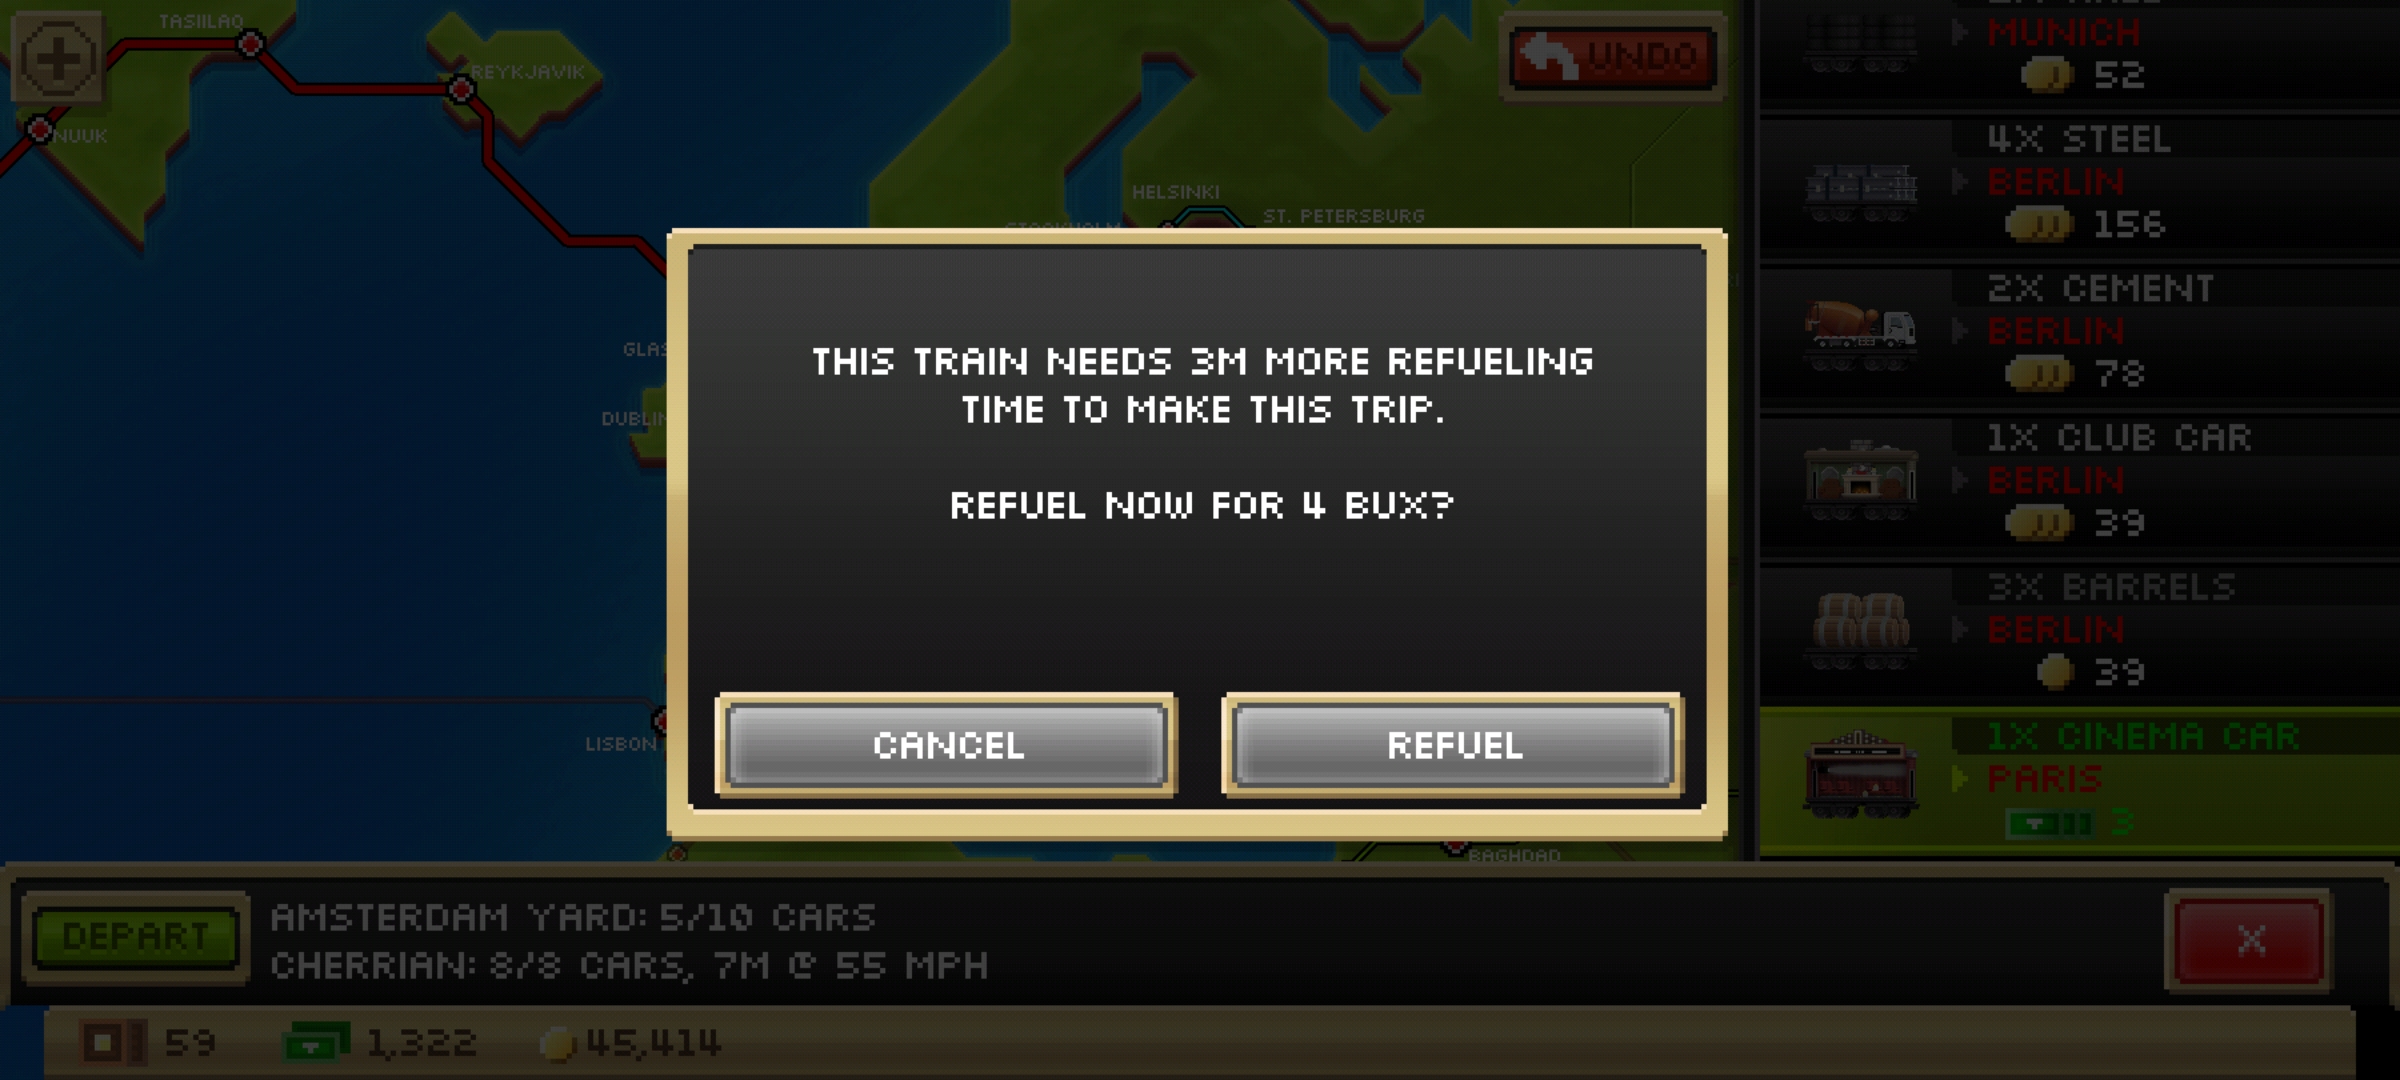 TASIILAQ
REYKJAVIK
NUUK
UNDO
HELSINKI
ST. PETERSBURG
STOCKHOLM
DUBLIN
LISBON
BAGHDAD
THIS TRAIN NEEDS 3M MORE REFUELING
TIME TO MAKE THIS TRIP.
REFUEL NOW FOR 4 BUX?
CANCEL
REFUEL
MUNICH
52
4X STEEL
BERLIN
156
2X CEMENT
BERLIN
78
1X CLUB CAR
BERLIN
39
3X BARRELS
BERLIN
39
1X CINEMA CAR
PARIS
3
DEPART
AMSTERDAM YARD: 5/10 CARS
CHERRIAN: 8/8 CARS, 7M @ 55 MPH
X
59
1,322
45,414